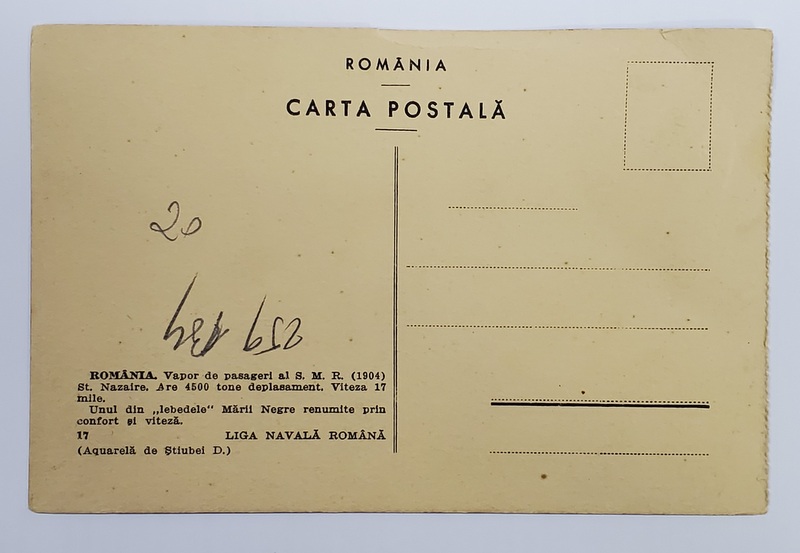 ROMÂNIA
CARTA POSTALĂ
20
ROMÂNIA. Vapor de pasageri al S. M. R. (1904)
St. Nazaire. Are 4500 tone deplasament. Viteza 17
mile.
Unul din „lebedele“ Mării Negre renumite prin
confort și viteză.
17 LIGA NAVALĂ ROMÂNĂ
(Aquarelă de Știubei D.)